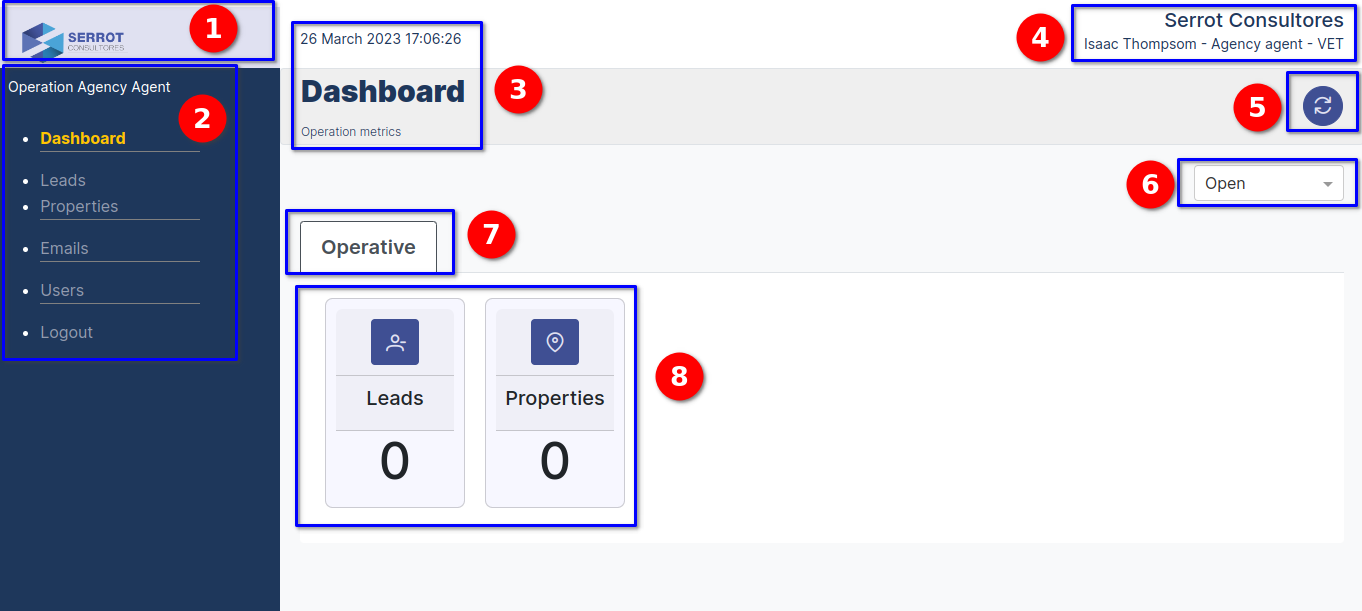 SERROT
CONSULTORES
1
Operation Agency Agent
2
Dashboard
Leads
Properties
Emails
Users
Logout
26 March 2023 17:06:26
Dashboard
Operation metrics
3
4
Serrot Consultores
Isaac Thompsom - Agency agent - VET
5
6
Open
Operative
7
Leads
0
Properties
0
8